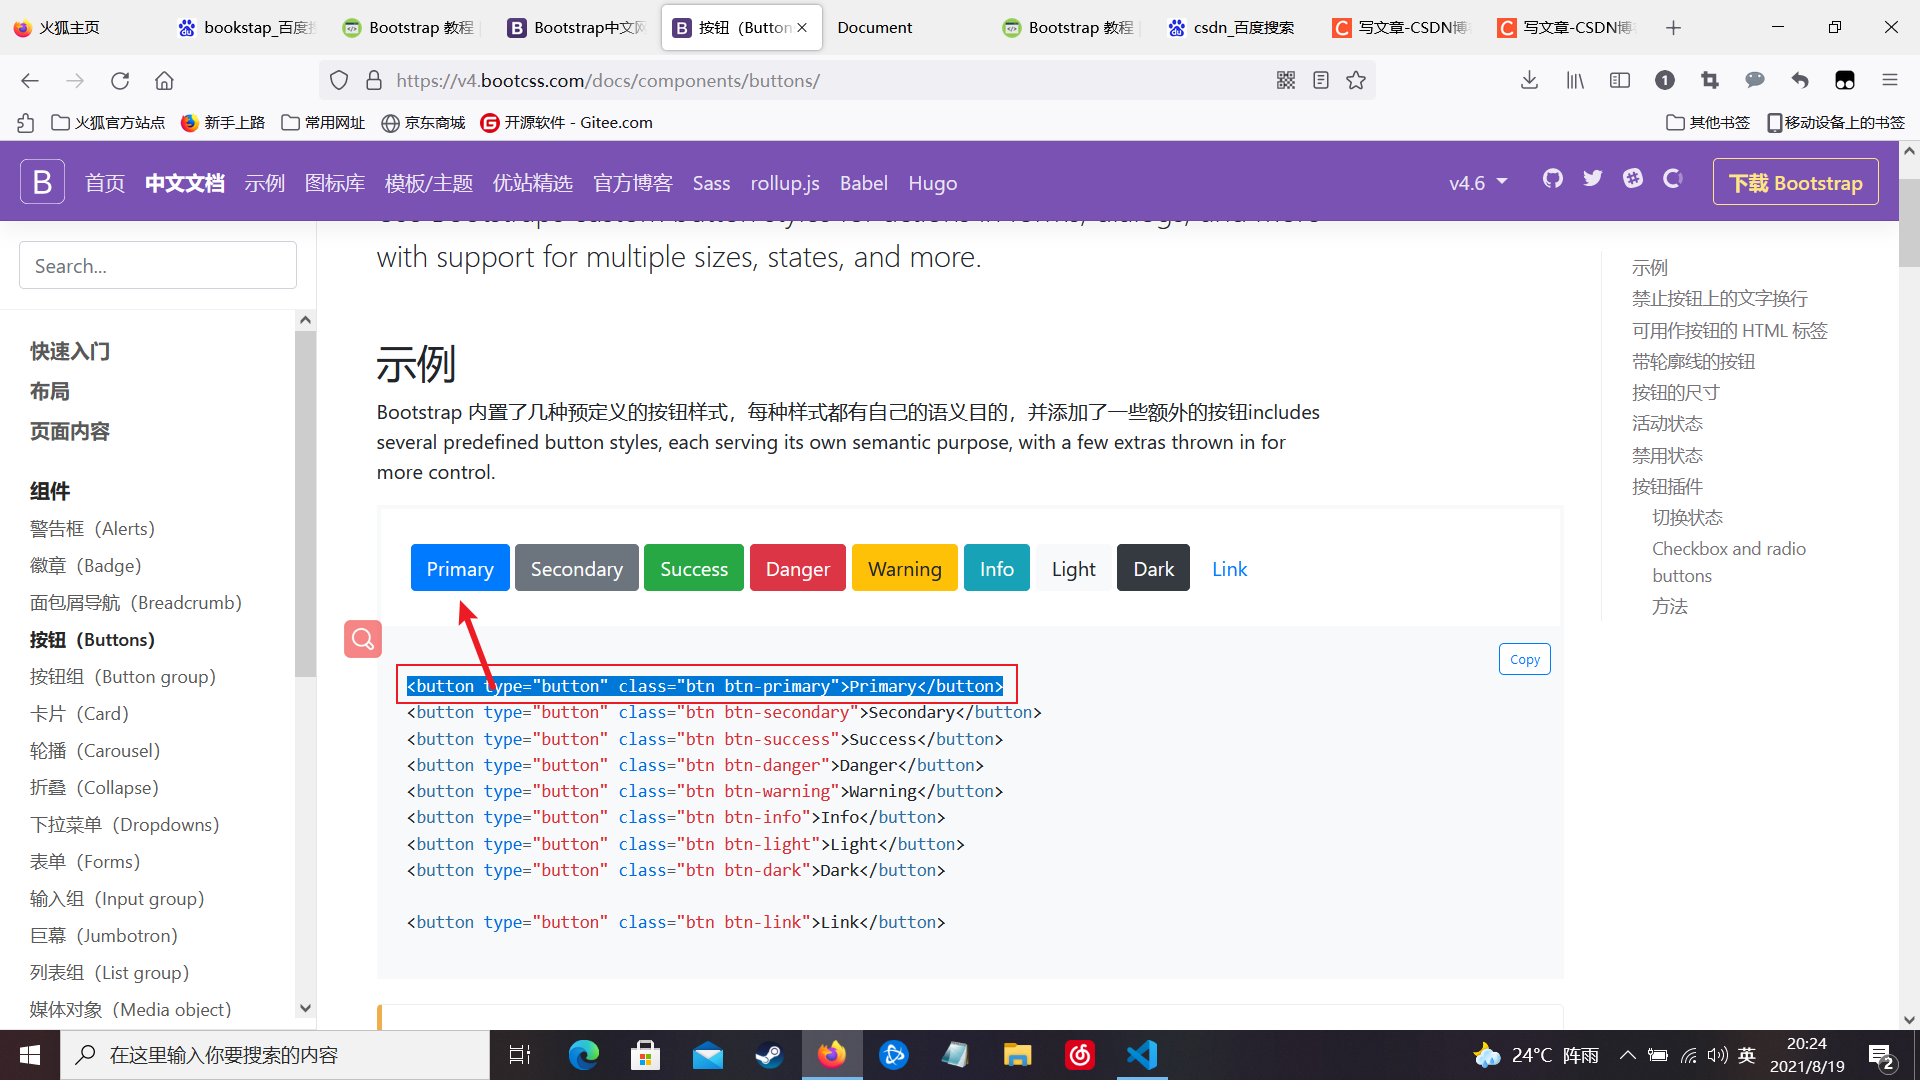 火狐主页
bookstap_百度搜
Bootstrap 教程
Bootstrap中文网
按钮（Button
Document
Bootstrap 教程
csdn_百度搜索
写文章-CSDN博
写文章-CSDN博
https://v4.bootcss.com/docs/components/buttons/
火狐官方站点
新手上路
常用网址
京东商城
开源软件 - Gitee.com
其他书签
移动设备上的书签
B 首页 中文文档 示例 图标库 模板/主题 优站精选 官方博客 Sass rollup.js Babel Hugo v4.6 下载 Bootstrap
Search...
快速入门
布局
页面内容
组件
警告框（Alerts）
徽章（Badge）
面包屑导航（Breadcrumb）
按钮（Buttons）
按钮组（Button group）
卡片（Card）
轮播（Carousel）
折叠（Collapse）
下拉菜单（Dropdowns）
表单（Forms）
输入组（Input group）
巨幕（Jumbotron）
列表组（List group）
媒体对象（Media object）
Use Bootstrap's custom button styles for actions in forms, dialogs, and more
with support for multiple sizes, states, and more.
示例
Bootstrap 内置了几种预定义的按钮样式，每种样式都有自己的语义目的，并添加了一些额外的按钮includes
several predefined button styles, each serving its own semantic purpose, with a few extras thrown in for
more control.
Primary Secondary Success Danger Warning Info Light Dark Link
Copy
<button type="button" class="btn btn-primary">Primary</button>
<button type="button" class="btn btn-secondary">Secondary</button>
<button type="button" class="btn btn-success">Success</button>
<button type="button" class="btn btn-danger">Danger</button>
<button type="button" class="btn btn-warning">Warning</button>
<button type="button" class="btn btn-info">Info</button>
<button type="button" class="btn btn-light">Light</button>
<button type="button" class="btn btn-dark">Dark</button>
<button type="button" class="btn btn-link">Link</button>
示例
禁止按钮上的文字换行
可用作按钮的 HTML 标签
带轮廓线的按钮
按钮的尺寸
活动状态
禁用状态
按钮插件
切换状态
Checkbox and radio
buttons
方法
在这里输入你要搜索的内容
24°C 阵雨
英
20:24
2021/8/19
2